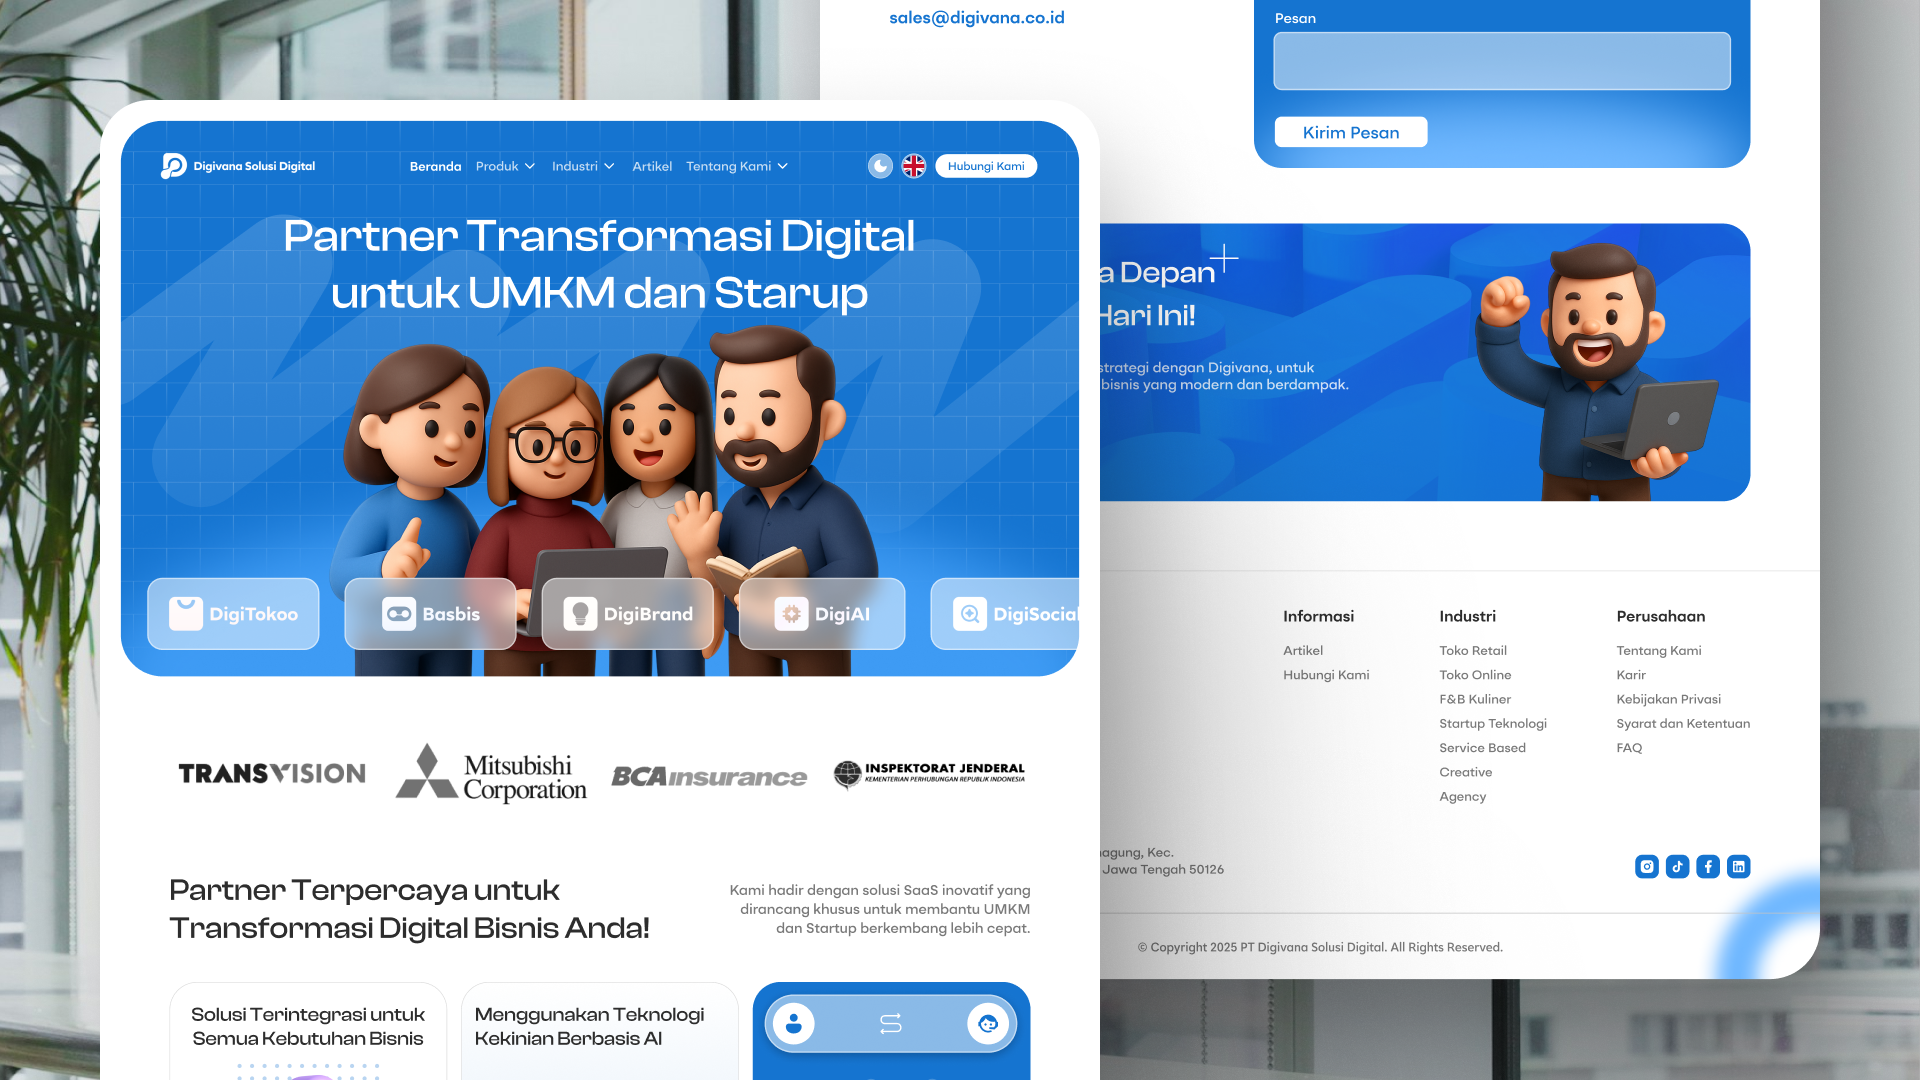 Digivana Solusi Digital
Beranda
Produk
Industri
Artikel
Tentang Kami
Hubungi Kami
Partner Transformasi Digital
untuk UMKM dan Starup
DigiTokoo
Basbis
DigiBrand
DigiAI
DigiSocial
TRANSVISION
Mitsubishi
Corporation
BCAinsurance
INSPEKTORAT JENDERAL
KEMENTERIAN PERHUBUNGAN REPUBLIK INDONESIA
Partner Terpercaya untuk
Transformasi Digital Bisnis Anda!
Kami hadir dengan solusi SaaS inovatif yang
dirancang khusus untuk membantu UMKM
dan Startup berkembang lebih cepat.
Solusi Terintegrasi untuk
Semua Kebutuhan Bisnis
Menggunakan Teknologi
Kekinian Berbasis AI
sales@digivana.co.id
Pesan
Kirim Pesan
a Depan
Hari Ini!
strategi dengan Digivana, untuk
bisnis yang modern dan berdampak.
Informasi
Artikel
Hubungi Kami
Industri
Toko Retail
Toko Online
F&B Kuliner
Startup Teknologi
Service Based
Creative
Agency
Perusahaan
Tentang Kami
Karir
Kebijakan Privasi
Syarat dan Ketentuan
FAQ
agung, Kec.
Jawa Tengah 50126
© Copyright 2025 PT Digivana Solusi Digital. All Rights Reserved.